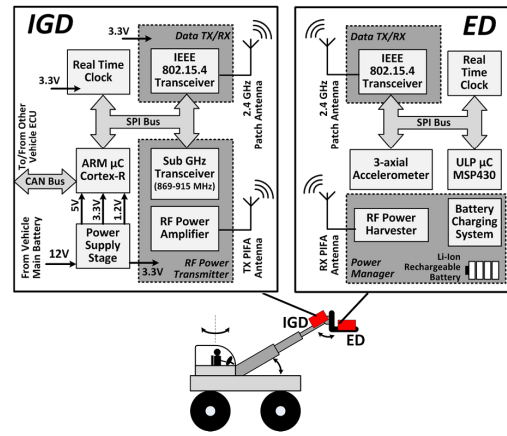 IGD
3.3V
Data TX/RX
IEEE
802.15.4
Transceiver
2.4 GHz
Patch Antenna
Real Time
Clock
3.3V
SPI Bus
To/From Other
Vehicle ECU
CAN Bus
ARM µC
Cortex-R
5V
3.3V
1.2V
Power
Supply
Stage
From Vehicle
Main Battery
12V
3.3V
Sub GHz
Transceiver
(869-915 MHz)
RF Power
Amplifier
RF Power
Transmitter
TX PIFA
Antenna
ED
2.4 GHz
Patch Antenna
Data TX/RX
IEEE
802.15.4
Transceiver
Real
Time
Clock
SPI Bus
3-axial
Accelerometer
ULP µC
MSP430
RX PIFA
Antenna
RF Power
Harvester
Battery
Charging
System
Power
Manager
Li-Ion
Rechargeable
Battery
IGD
ED